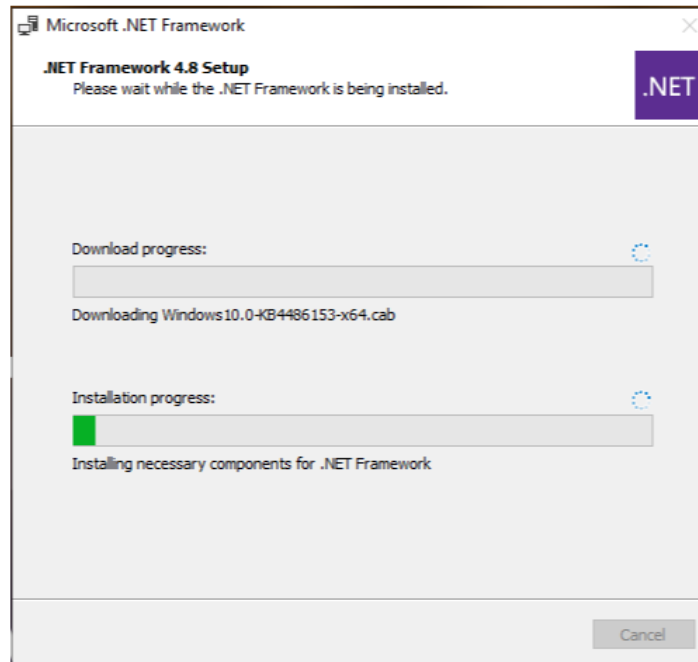 Microsoft .NET Framework
.NET Framework 4.8 Setup
Please wait while the .NET Framework is being installed.
.NET
Download progress:
Downloading Windows10.0-KB4486153-x64.cab
Installation progress:
Installing necessary components for .NET Framework
Cancel